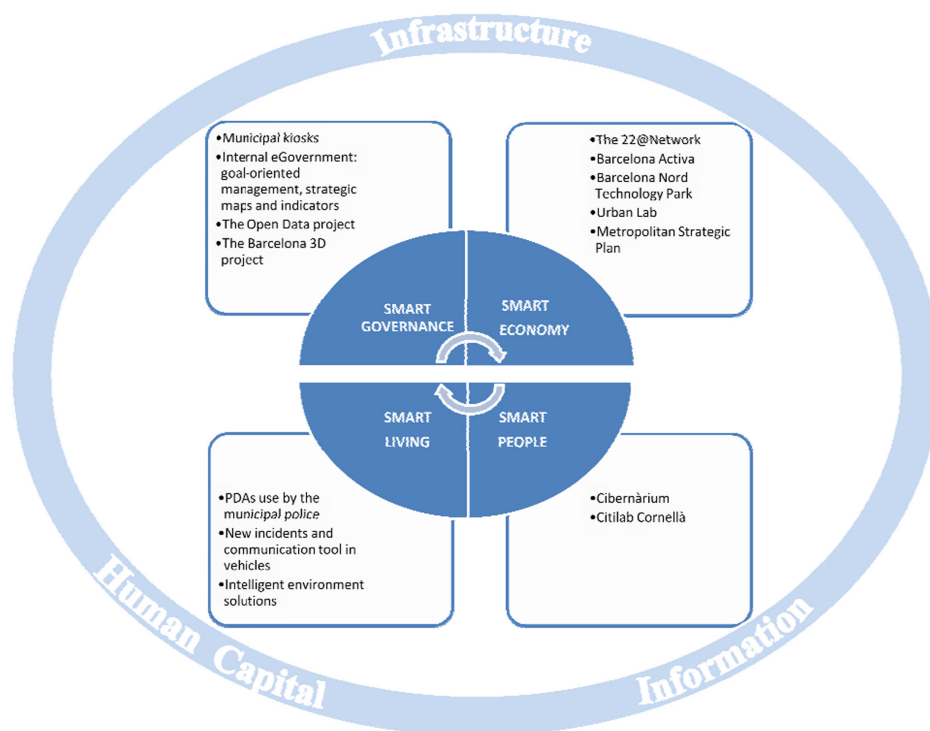 Infrastructure
•Municipal kiosks
•Internal eGovernment:
goal-oriented
management, strategic
maps and indicators
•The Open Data project
•The Barcelona 3D
project
•The 22@Network
•Barcelona Activa
•Barcelona Nord
Technology Park
•Urban Lab
•Metropolitan Strategic
Plan
SMART
GOVERNANCE
SMART
ECONOMY
SMART
LIVING
SMART
PEOPLE
•PDAs use by the
municipal police
•New incidents and
communication tool in
vehicles
•Intelligent environment
solutions
•Cibernàrium
•Citilab Cornellà
Human Capital
Information